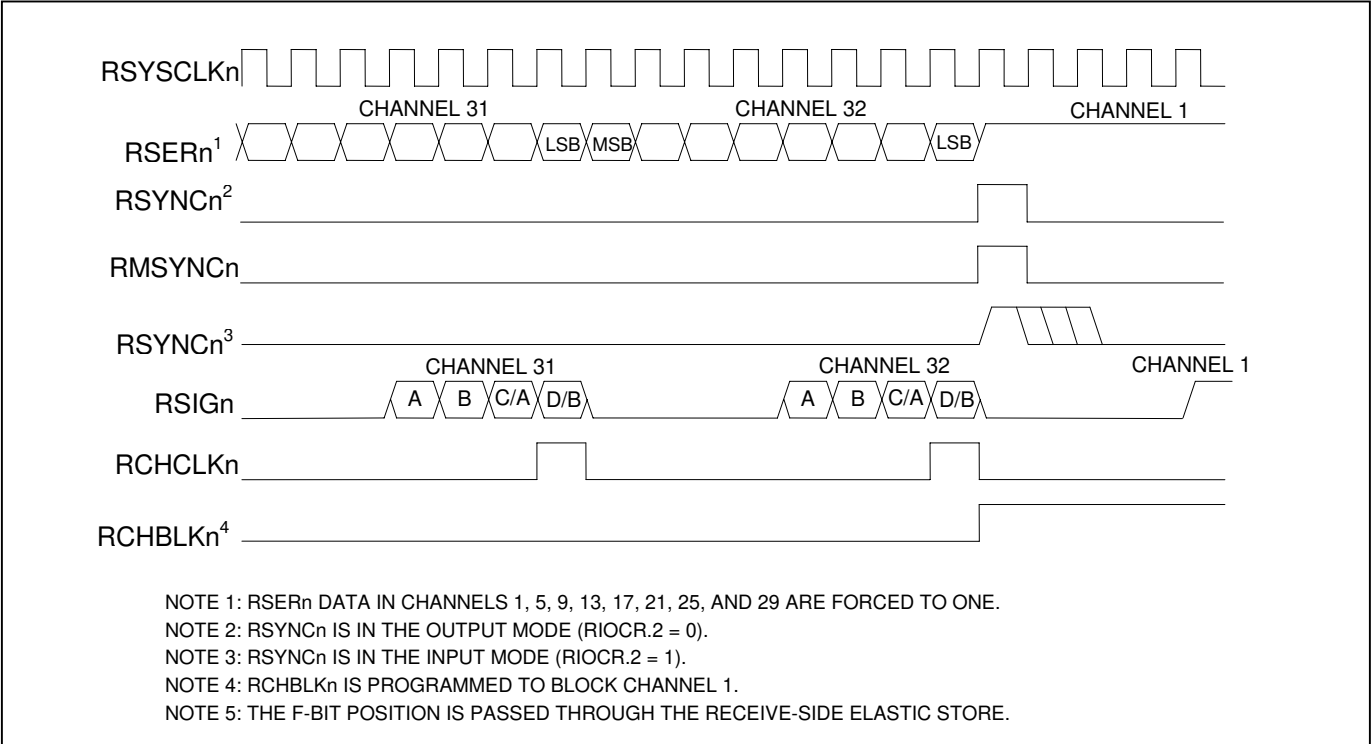 RSYSCLKn
CHANNEL 31 CHANNEL 32 CHANNEL 1
RSERn1 LSB MSB LSB
RSYNCn2
RMSYNCn
RSYNCn3
CHANNEL 31 CHANNEL 32 CHANNEL 1
RSIGn A B C/A D/B A B C/A D/B
RCHCLKn
RCHBLKn4
NOTE 1: RSERn DATA IN CHANNELS 1, 5, 9, 13, 17, 21, 25, AND 29 ARE FORCED TO ONE.
NOTE 2: RSYNCn IS IN THE OUTPUT MODE (RIOCR.2 = 0).
NOTE 3: RSYNCn IS IN THE INPUT MODE (RIOCR.2 = 1).
NOTE 4: RCHBLKn IS PROGRAMMED TO BLOCK CHANNEL 1.
NOTE 5: THE F-BIT POSITION IS PASSED THROUGH THE RECEIVE-SIDE ELASTIC STORE.